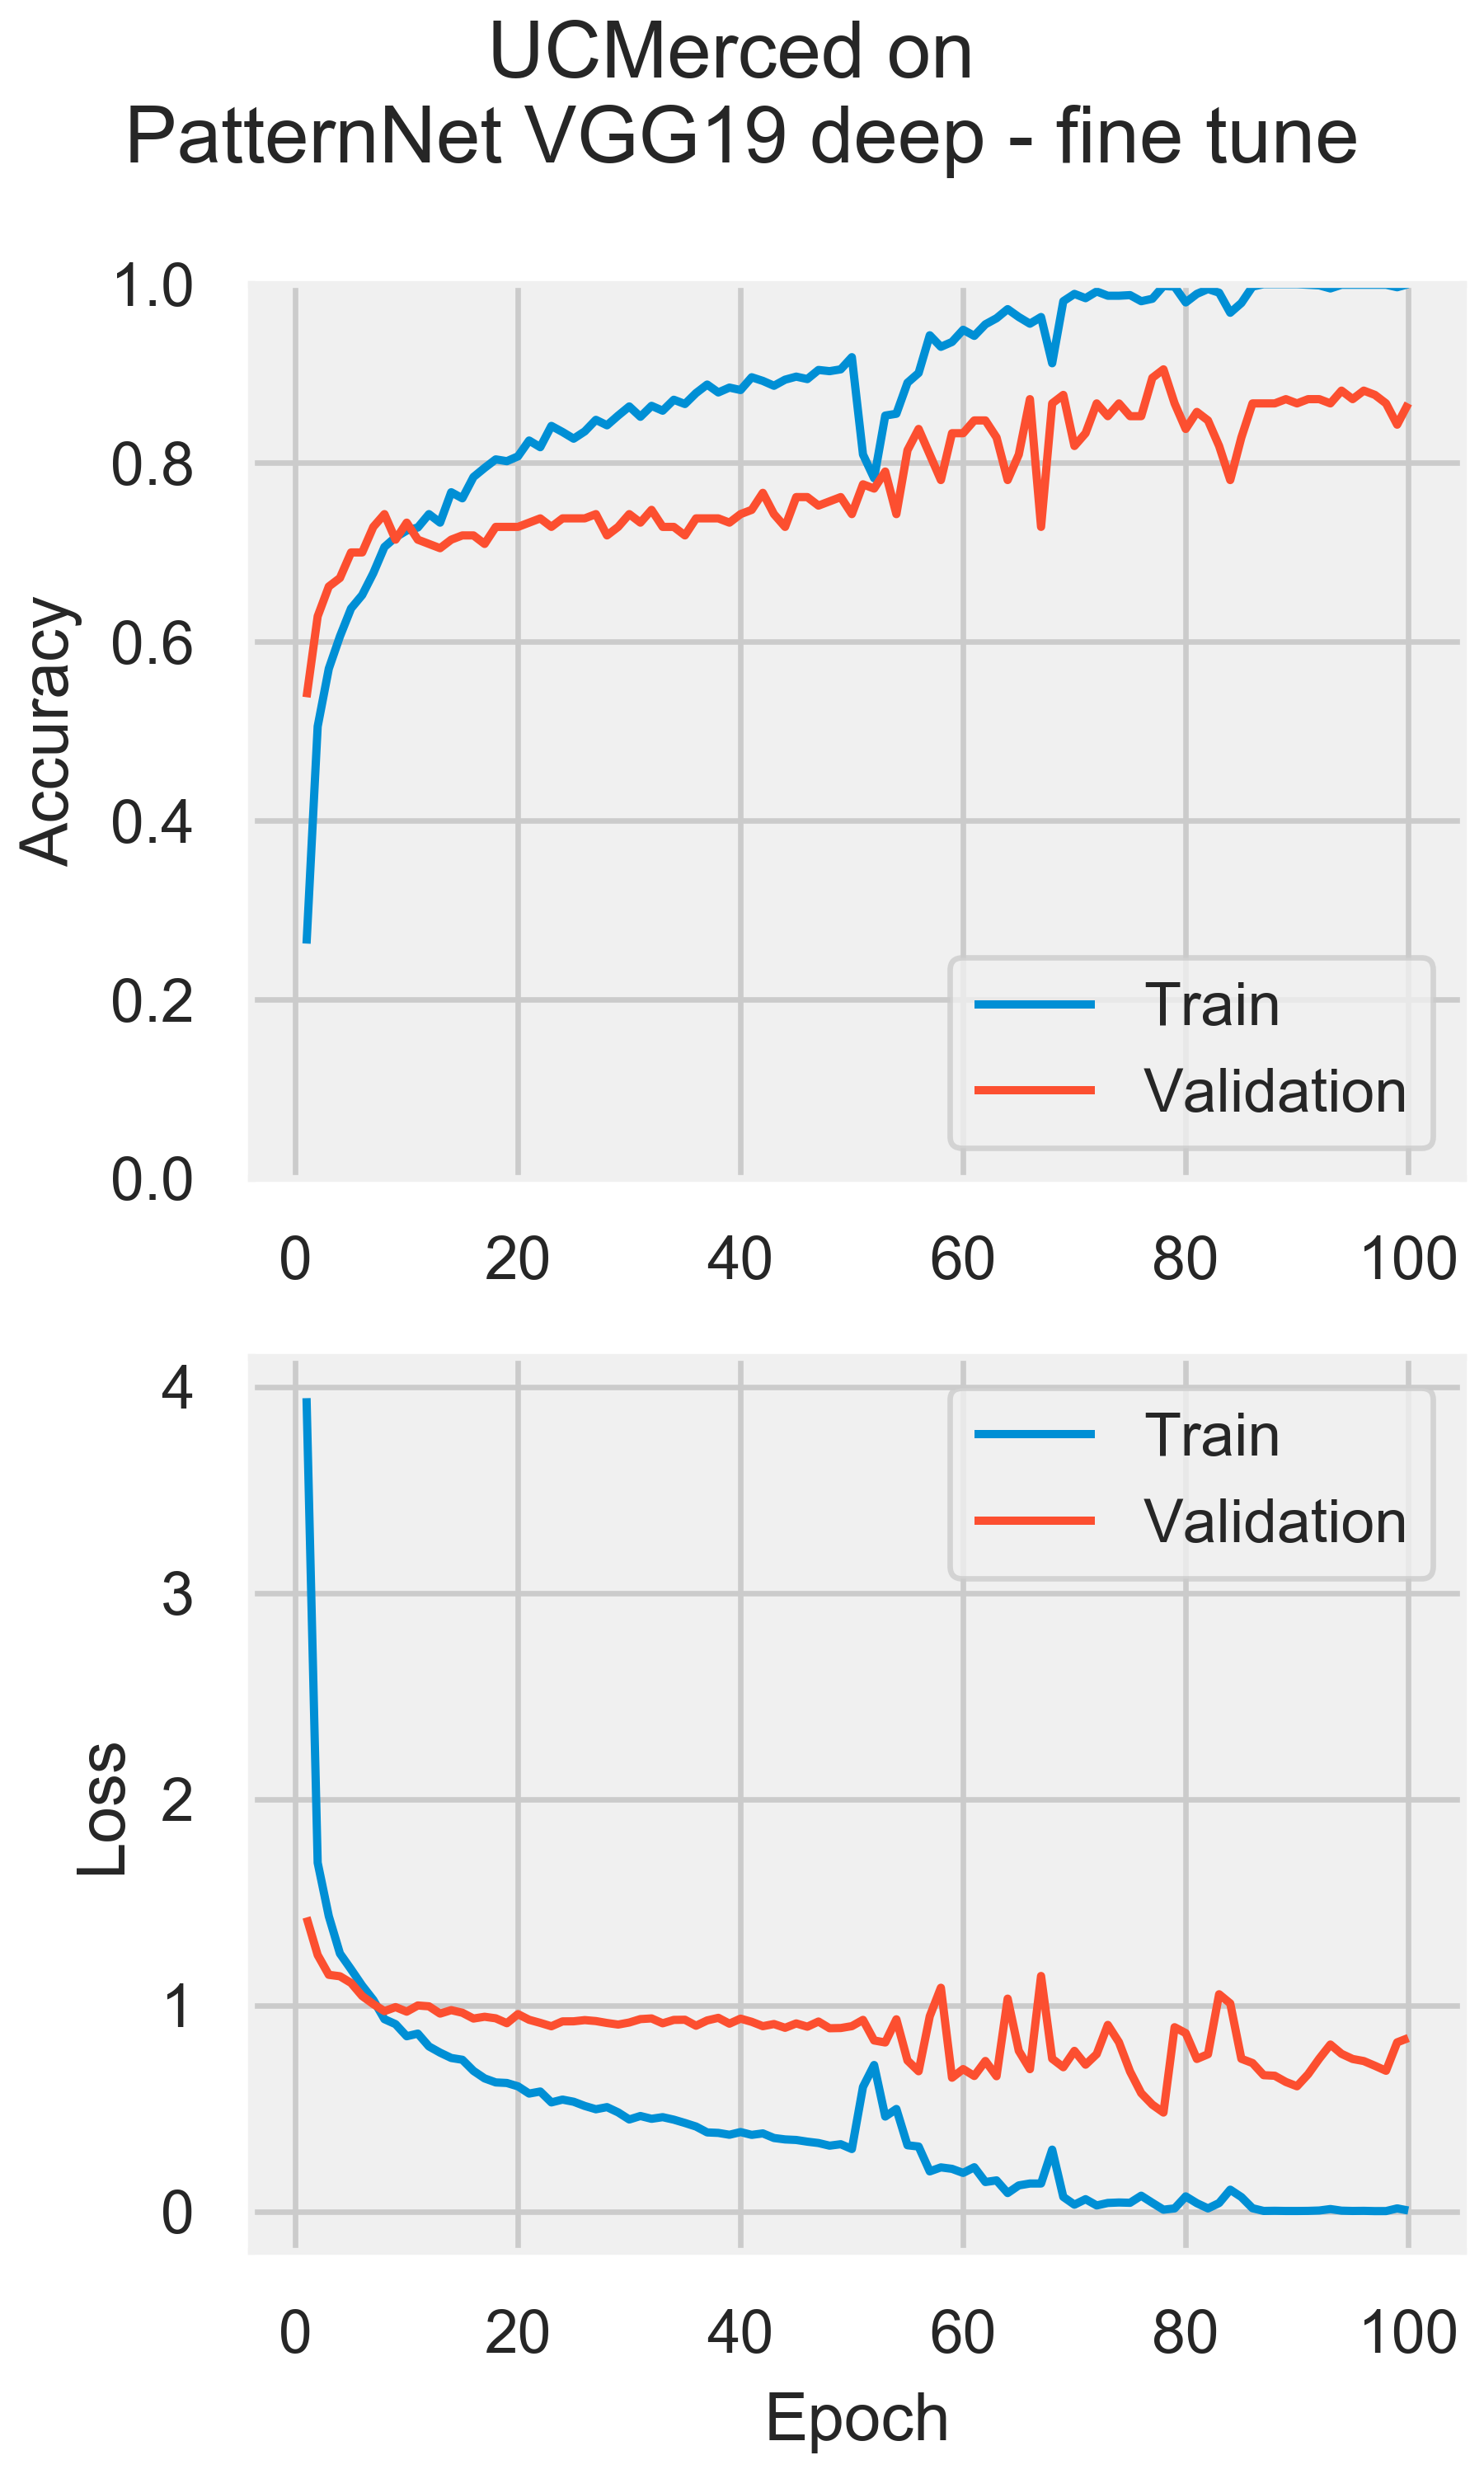 UCMerced on
PatternNet VGG19 deep - fine tune
1.0
0.8
0.6
0.4
0.2
0.0
Accuracy
Train
Validation
0 20 40 60 80 100
4
3
2
1
0
Loss
Train
Validation
0 20 40 60 80 100
Epoch